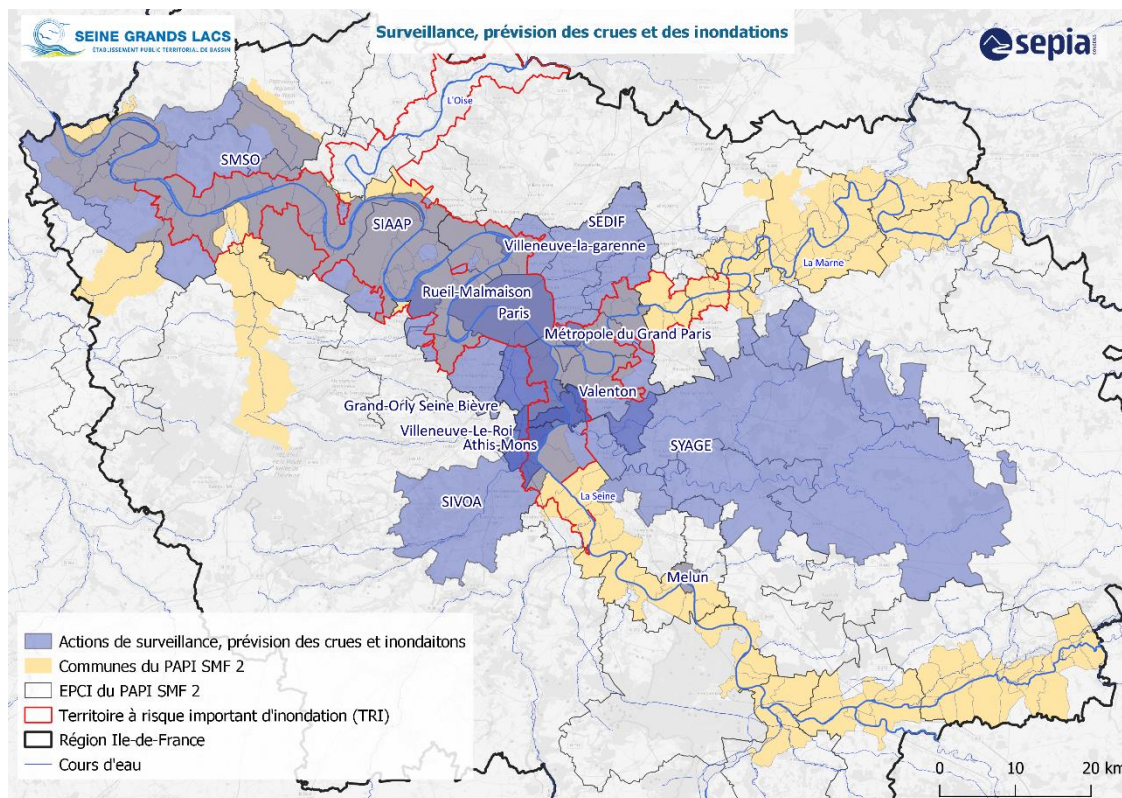 SEINE GRANDS LACS
ÉTABLISSEMENT PUBLIC TERRITORIAL DE BASSIN
Surveillance, prévision des crues et des inondations
sepia
CONSEILS
L'Oise
SMSO
SIAAP
SEDIF
Villeneuve-la-garenne
La Marne
Rueil-Malmaison
Paris
Métropole du Grand Paris
Valenton
Grand-Orly Seine Bièvre
Villeneuve-Le-Roi
Athis-Mons
SYAGE
SIVOA
La Seine
Melun
Actions de surveillance, prévision des crues et inondaitons
Communes du PAPI SMF 2
EPCI du PAPI SMF 2
Territoire à risque important d'inondation (TRI)
Région Ile-de-France
Cours d'eau
0 10 20 km